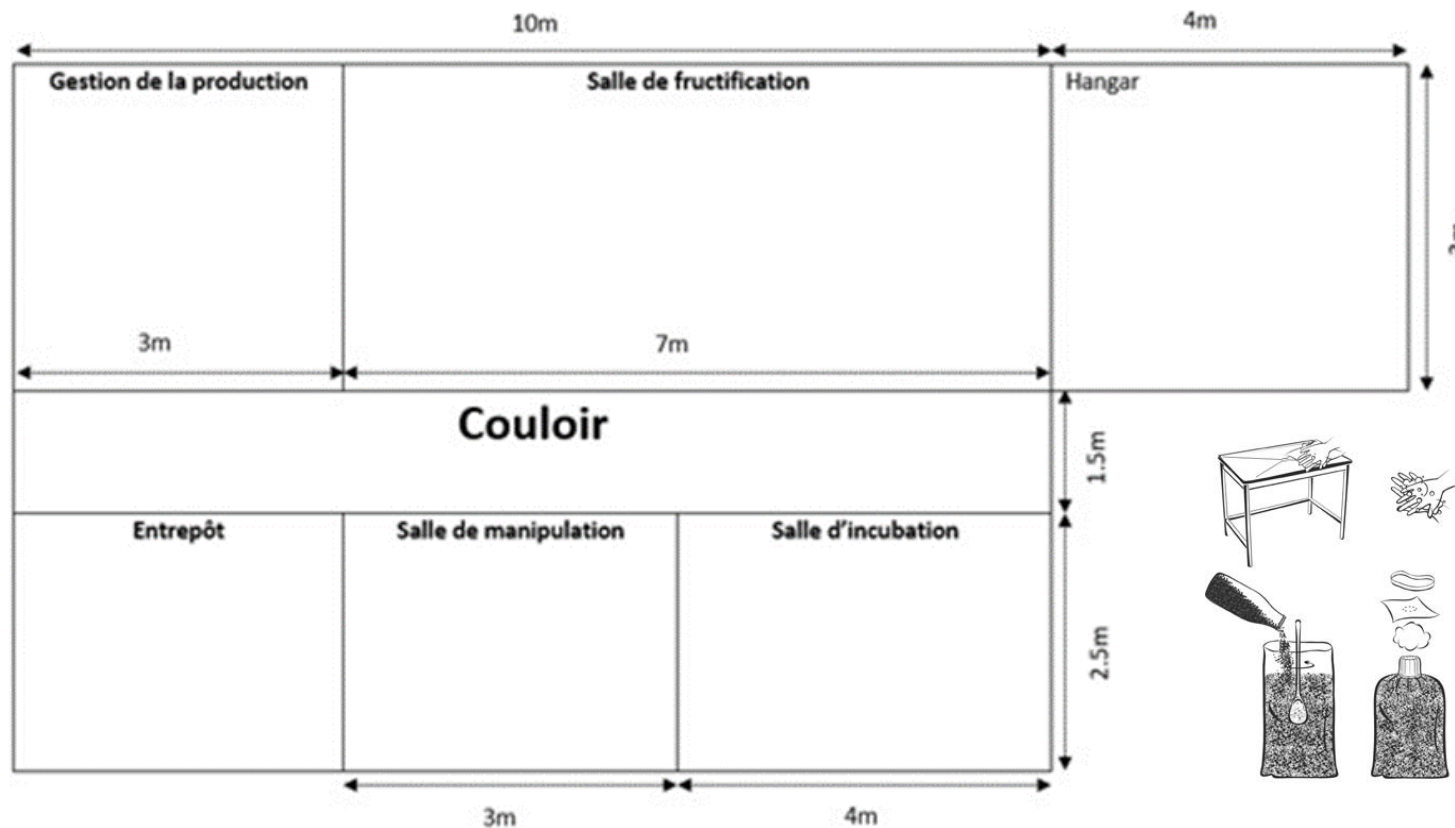 10m
4m
Gestion de la production
Salle de fructification
Hangar
3m
7m
Couloir
1.5m
Entrepôt
Salle de manipulation
Salle d'incubation
2.5m
3m
4m